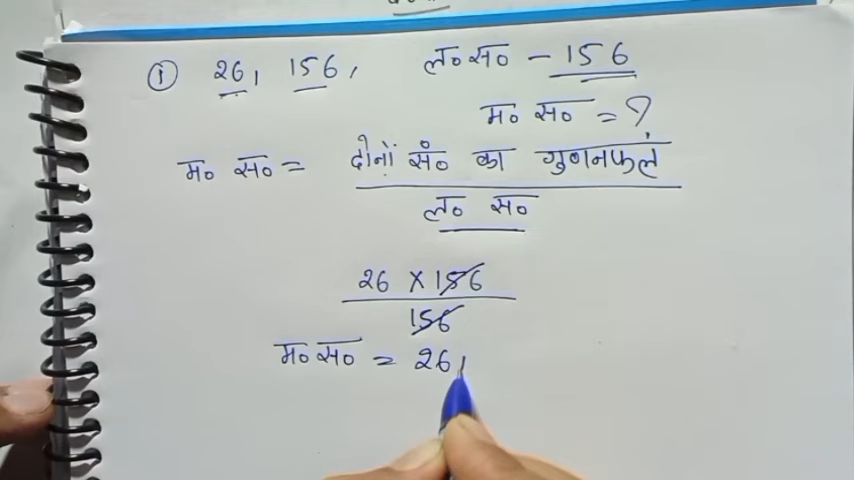 ① 26, 156, ल० स० - 156
म० स० = ?
म० स० = दोनों सं० का गुणनफल
ल० स०
26 × 156
156
म० स० = 26,